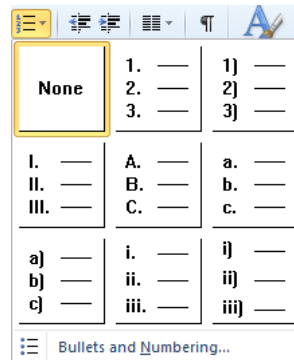 None
1.
2.
3.
1)
2)
3)
I.
II.
III.
A.
B.
C.
a.
b.
c.
a)
b)
c)
i.
ii.
iii.
i)
ii)
iii)
Bullets and Numbering...